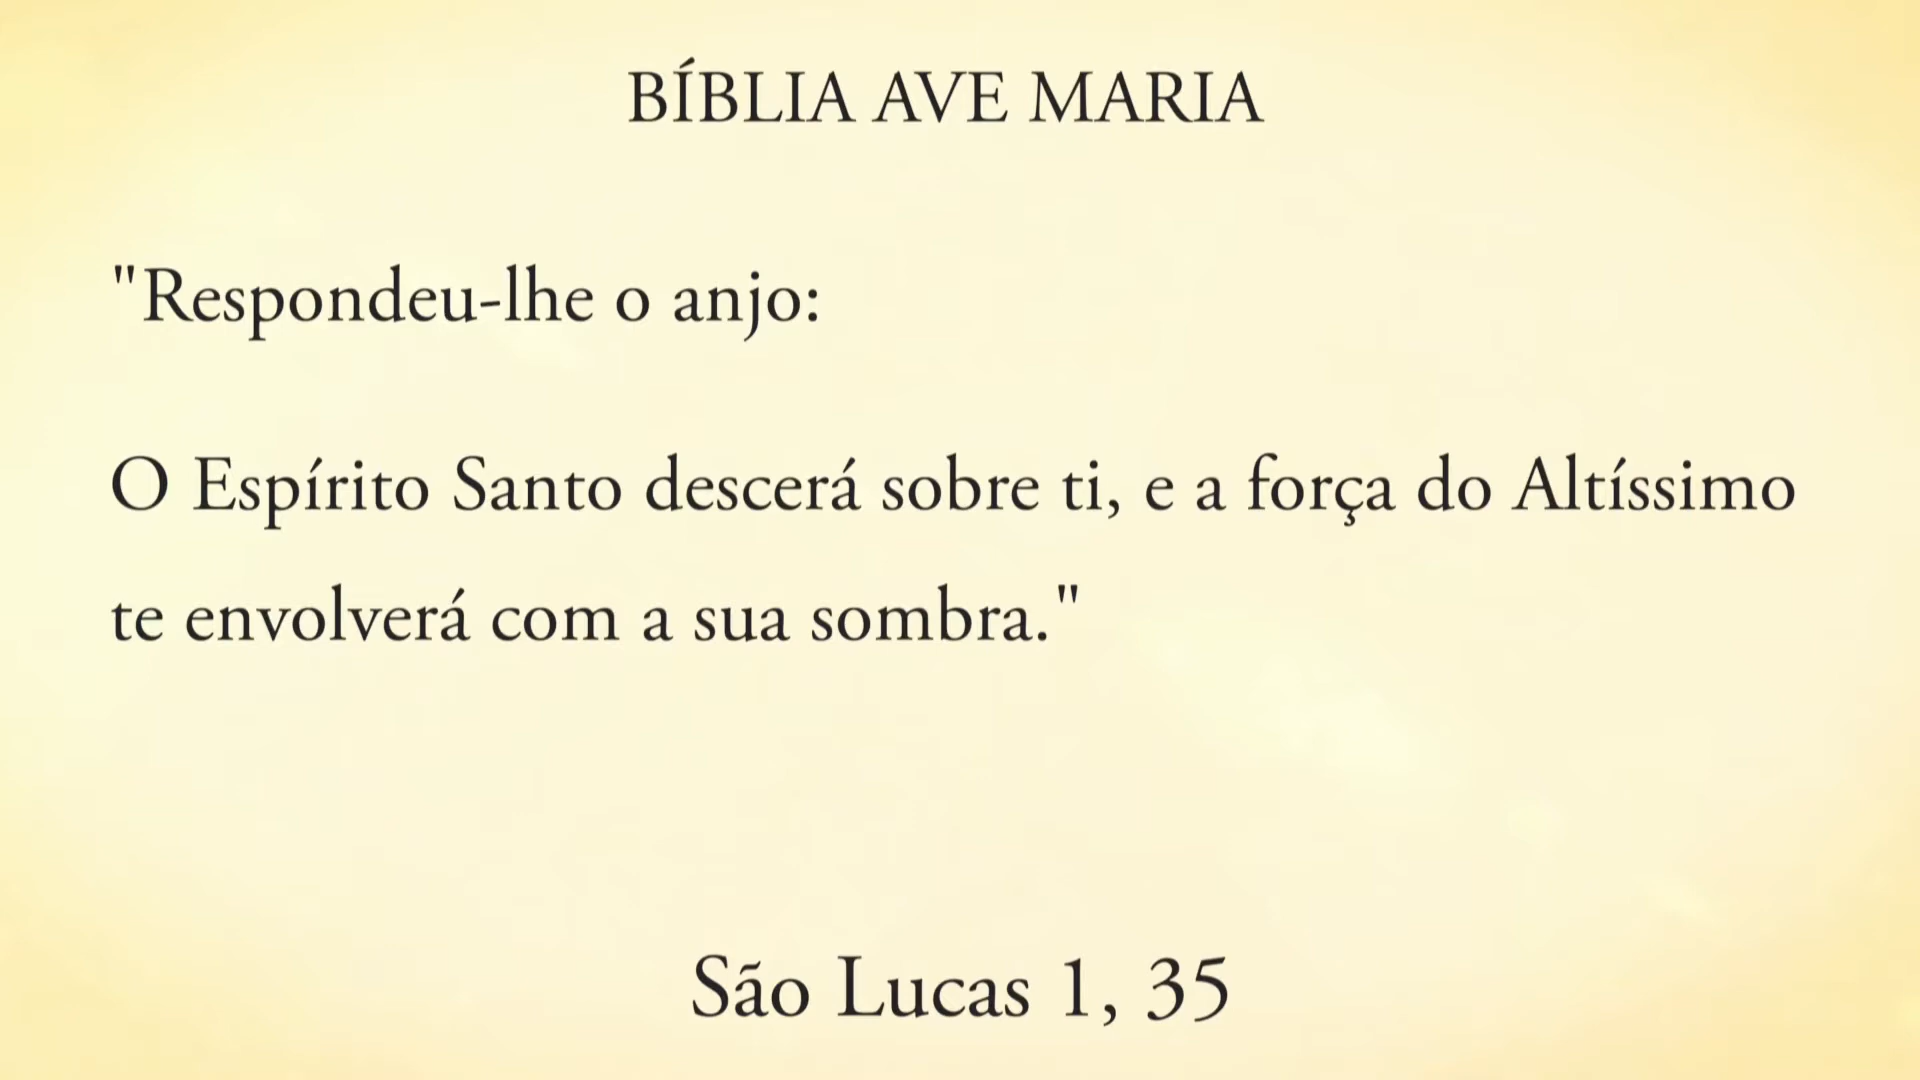 BÍBLIA AVE MARIA
"Respondeu-lhe o anjo:
O Espírito Santo descerá sobre ti, e a força do Altíssimo
te envolverá com a sua sombra."
São Lucas 1, 35